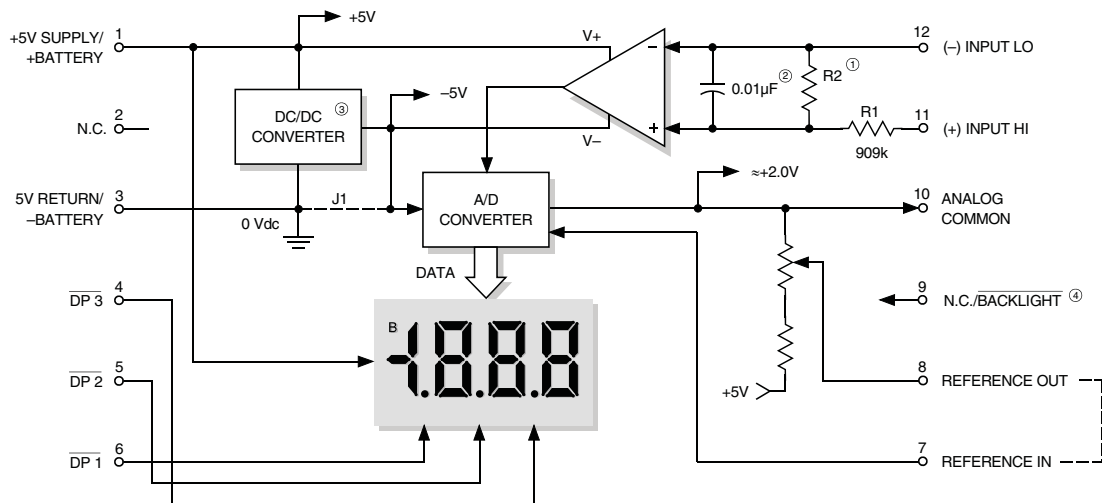 +5V SUPPLY/
+BATTERY
1
+5V
V+
–
12
(–) INPUT LO
DC/DC ③
CONVERTER
–5V
0.01µF ②
R2 ①
2
N.C.
V–
+
R1
909k
11
(+) INPUT HI
5V RETURN/
–BATTERY
3
0 Vdc
J1
A/D
CONVERTER
≈+2.0V
10
ANALOG
COMMON
DATA
DP 3
4
B
-1.8.8.8
9
N.C./BACKLIGHT ④
DP 2
5
+5V
8
REFERENCE OUT
DP 1
6
7
REFERENCE IN